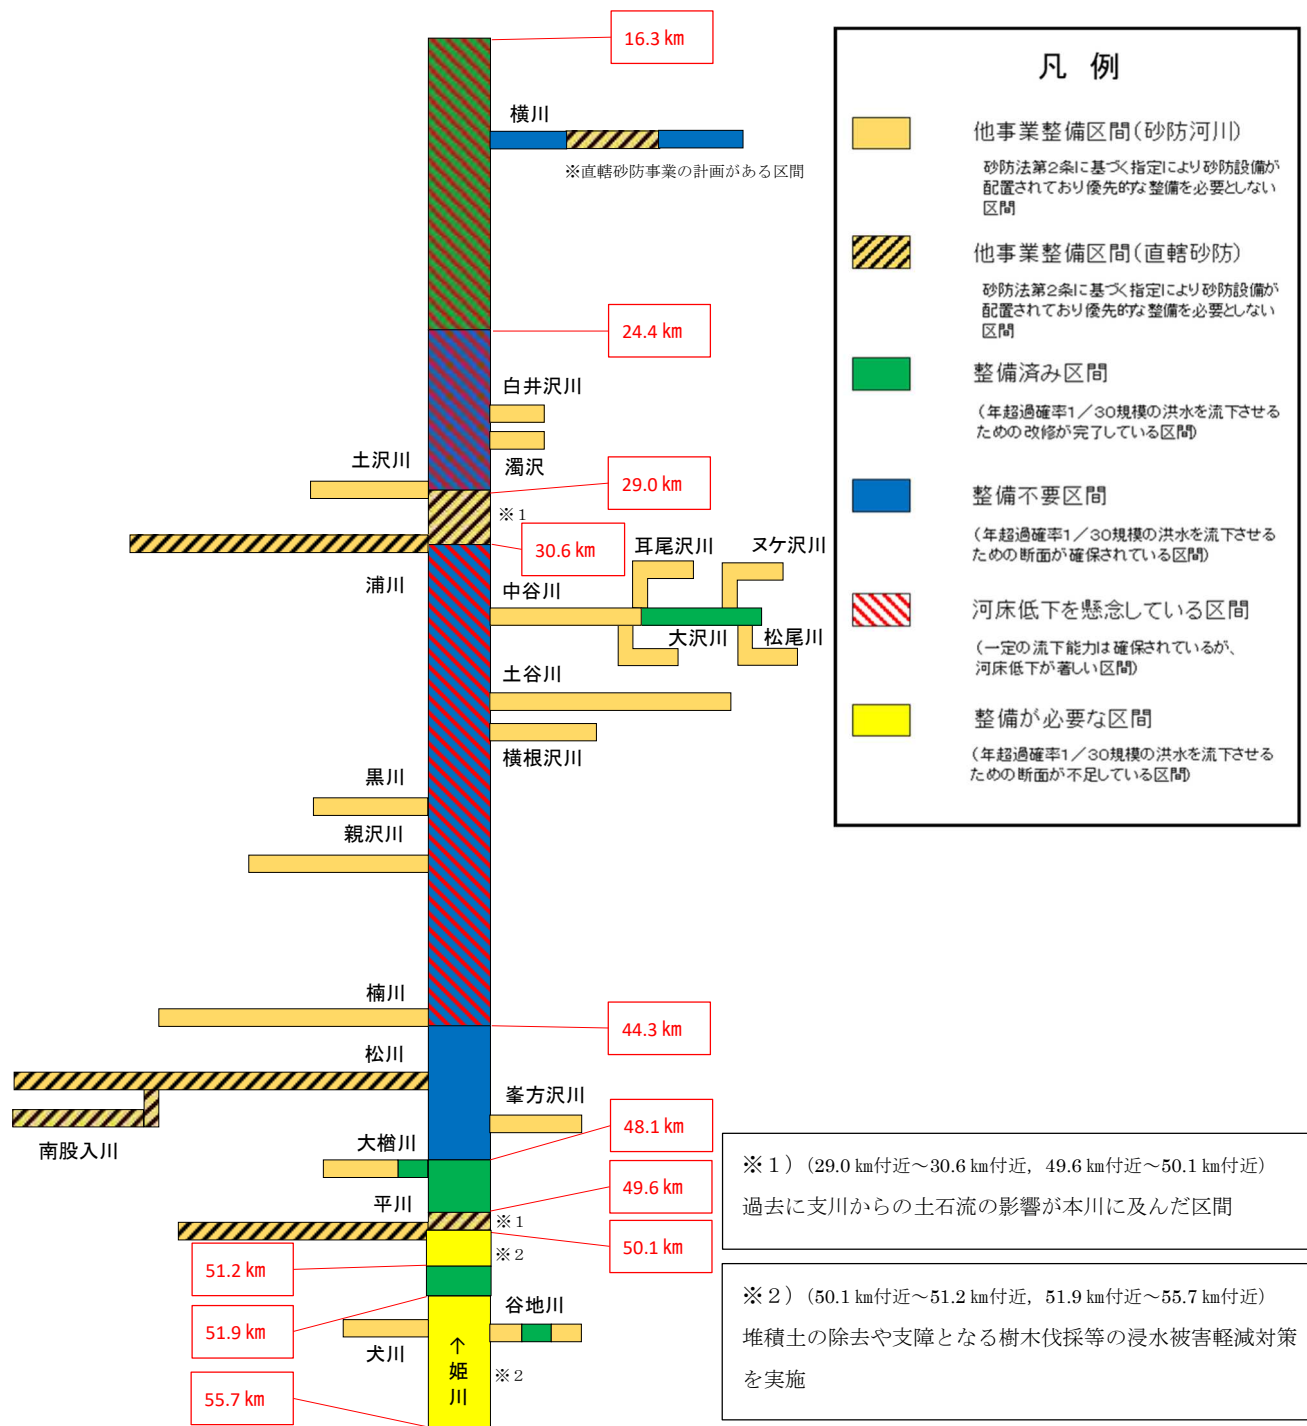 16.3 km
横川
※直轄砂防事業の計画がある区間
24.4 km
白井沢川
濁沢
土沢川
29.0 km
※1
30.6 km
浦川
耳尾沢川
ヌケ沢川
中谷川
大沢川
松尾川
土谷川
横根沢川
黒川
親沢川
楠川
44.3 km
松川
峯方沢川
南股入川
大楢川
48.1 km
49.6 km
平川
※1
50.1 km
※2
51.2 km
51.9 km
谷地川
犬川
↑
姫
川
※2
55.7 km
凡 例
他事業整備区間(砂防河川)
砂防法第2条に基づく指定により砂防設備が
配置されており優先的な整備を必要としない
区間
他事業整備区間(直轄砂防)
砂防法第2条に基づく指定により砂防設備が
配置されており優先的な整備を必要としない
区間
整備済み区間
(年超過確率1/30規模の洪水を流下させる
ための改修が完了している区間)
整備不要区間
(年超過確率1/30規模の洪水を流下させる
ための断面が確保されている区間)
河床低下を懸念している区間
(一定の流下能力は確保されているが、
河床低下が著しい区間)
整備が必要な区間
(年超過確率1/30規模の洪水を流下させる
ための断面が不足している区間)
※1) (29.0 km付近~30.6 km付近, 49.6 km付近~50.1 km付近)
過去に支川からの土石流の影響が本川に及んだ区間
※2) (50.1 km付近~51.2 km付近, 51.9 km付近~55.7 km付近)
堆積土の除去や支障となる樹木伐採等の浸水被害軽減対策
を実施